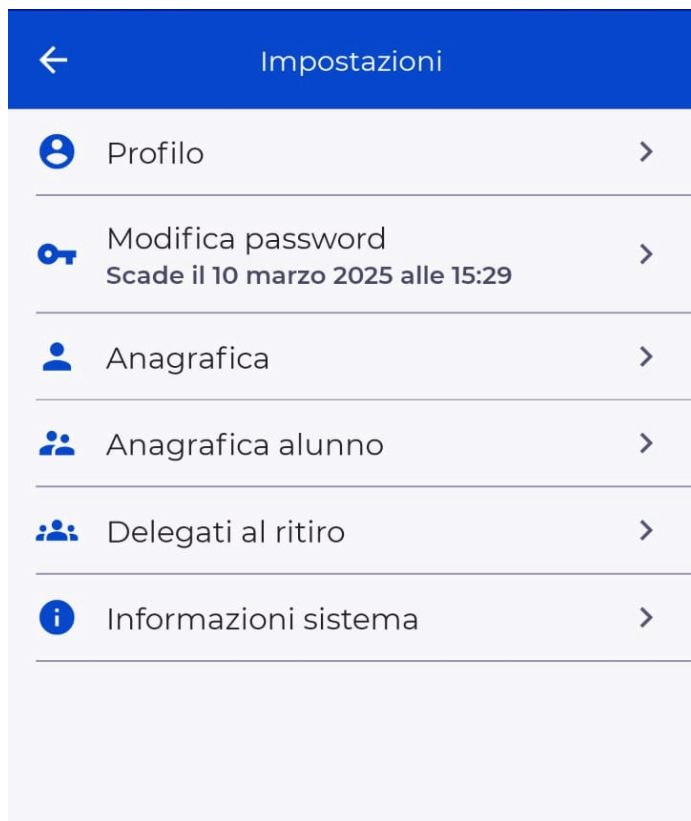 Impostazioni
Profilo
Modifica password
Scade il 10 marzo 2025 alle 15:29
Anagrafica
Anagrafica alunno
Delegati al ritiro
Informazioni sistema